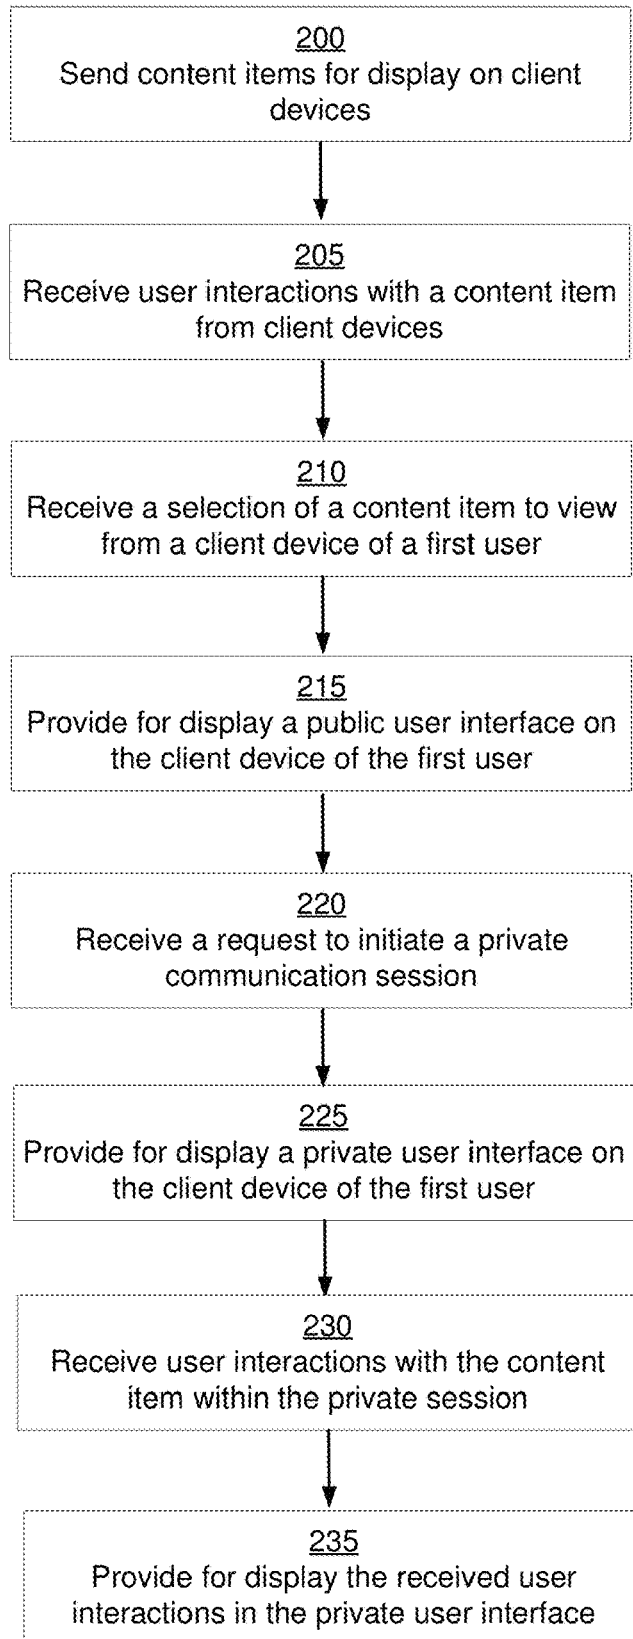 200
Send content items for display on client
devices
205
Receive user interactions with a content item
from client devices
210
Receive a selection of a content item to view
from a client device of a first user
215
Provide for display a public user interface on
the client device of the first user
220
Receive a request to initiate a private
communication session
225
Provide for display a private user interface on
the client device of the first user
230
Receive user interactions with the content
item within the private session
235
Provide for display the received user
interactions in the private user interface